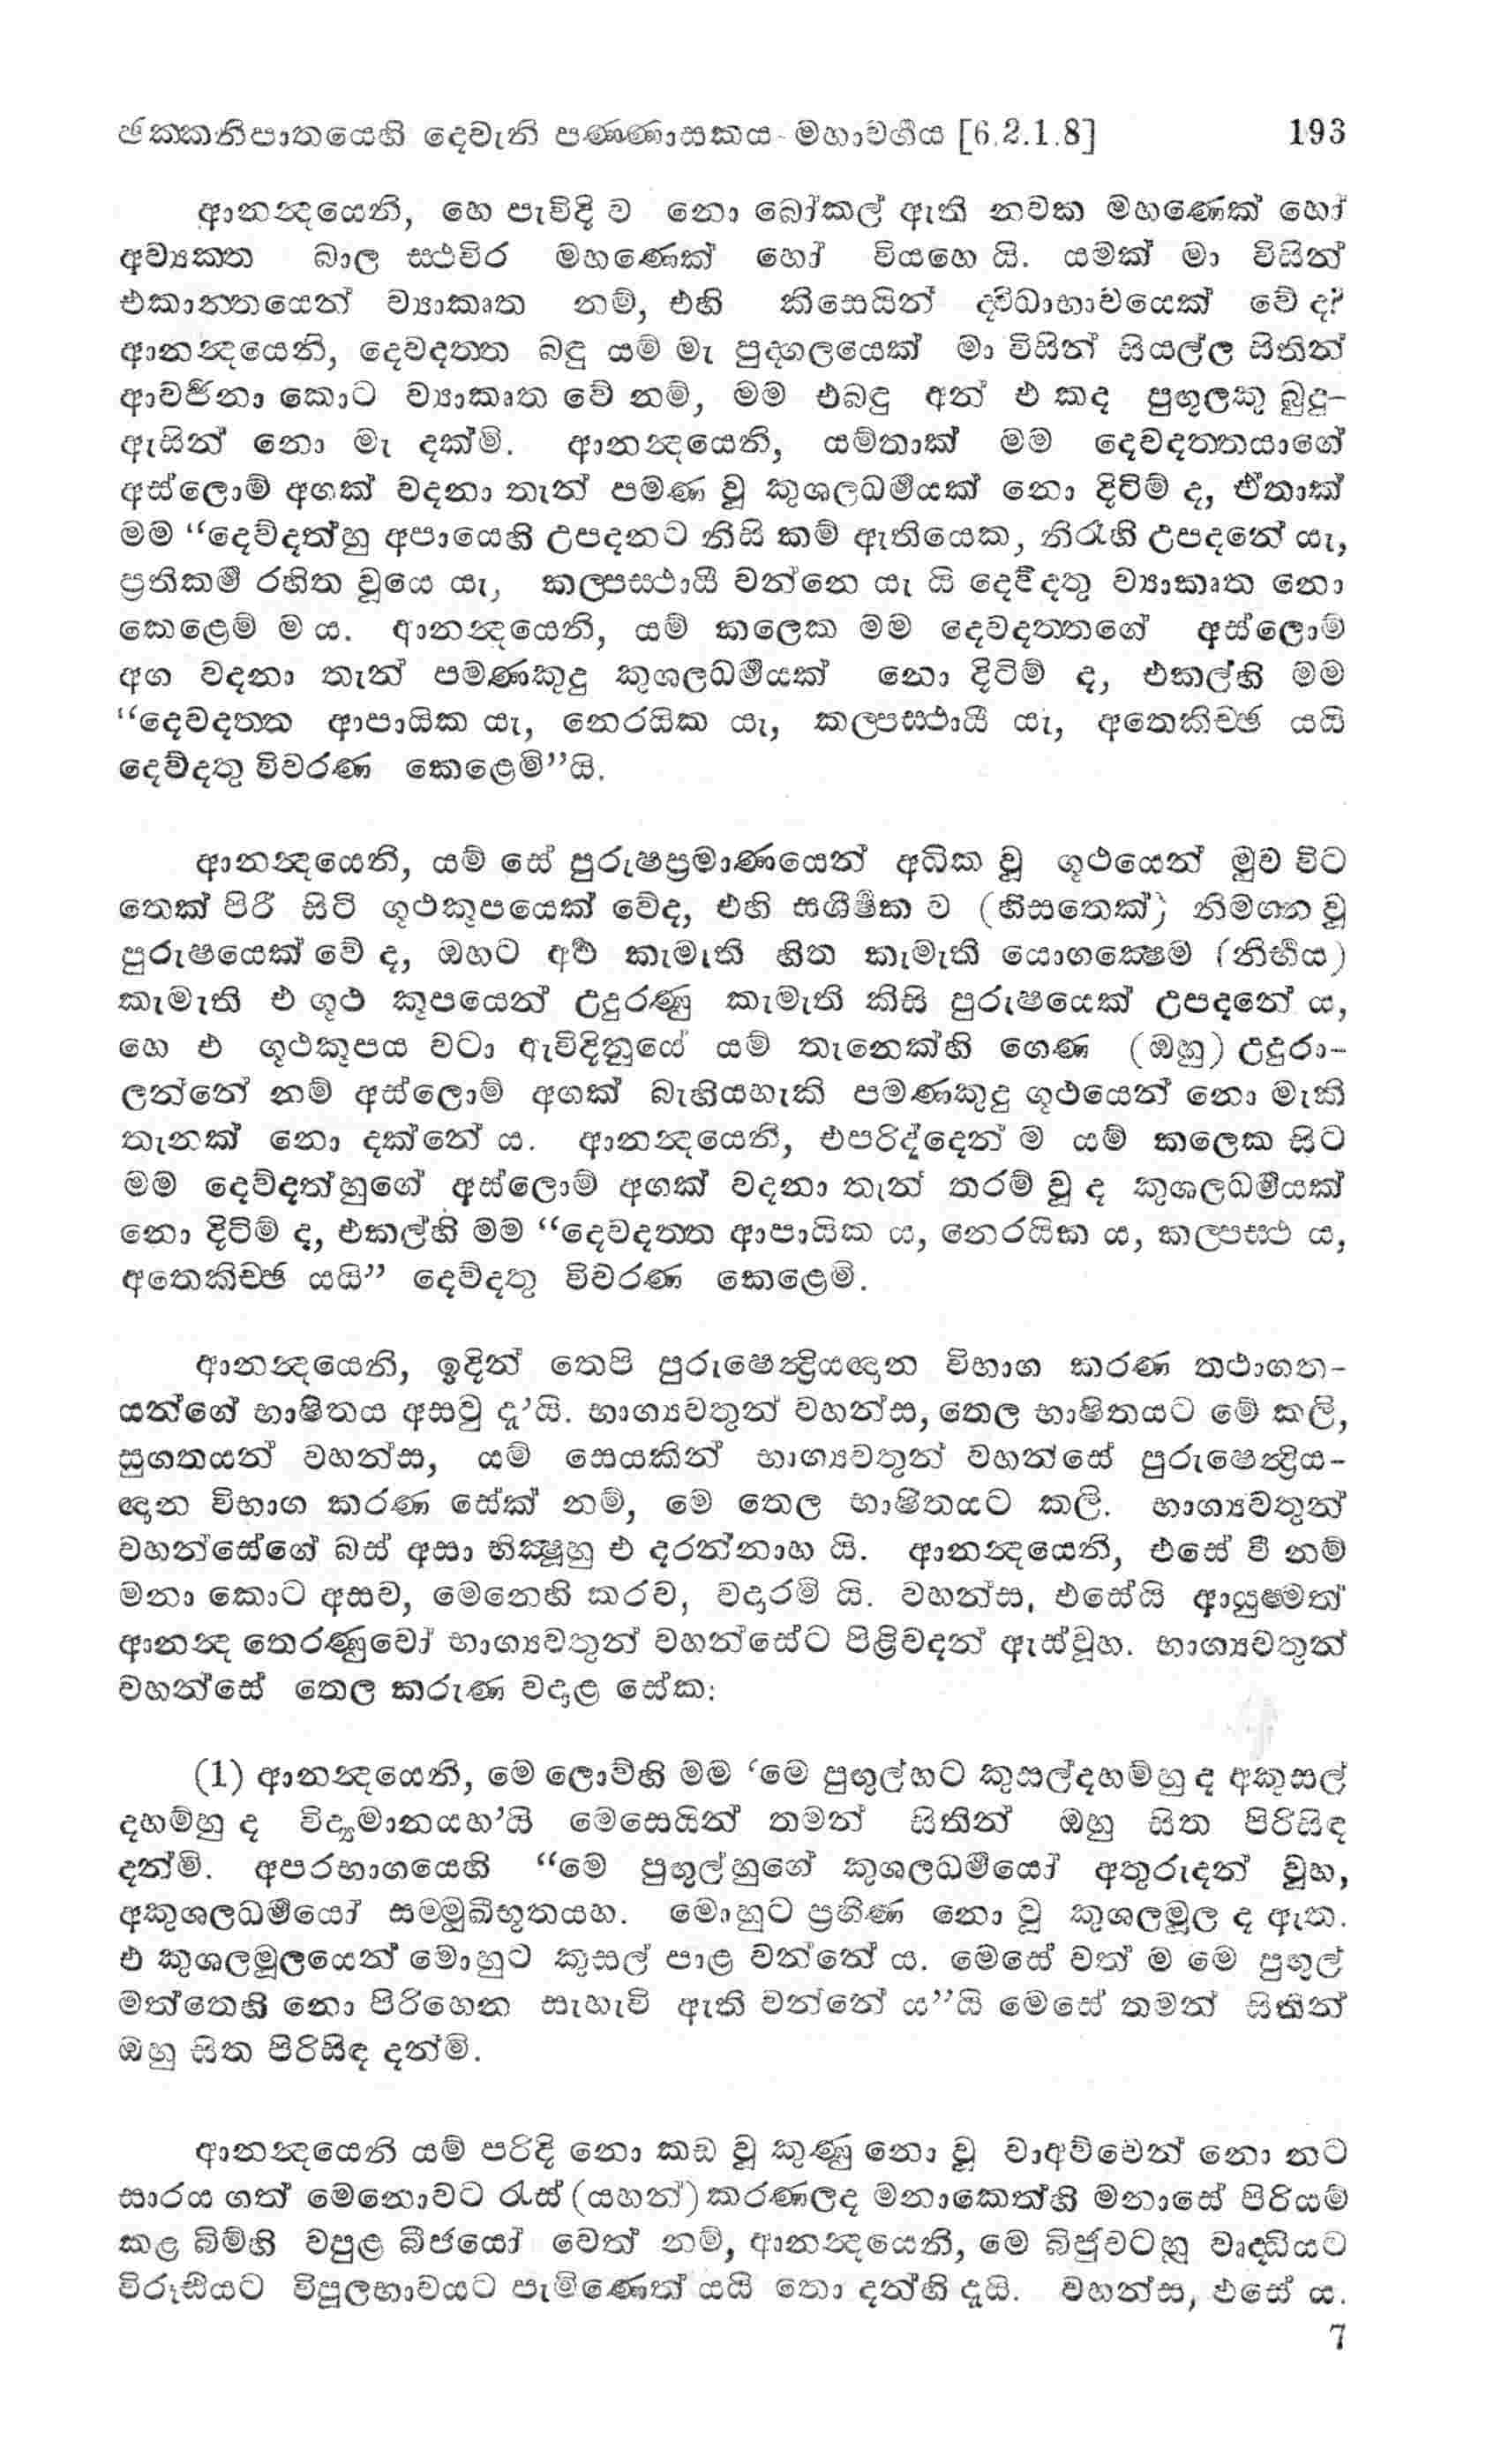 ඡක්කනිපාතයෙහි දෙවැනි පණ්ණාසකය - මහාවර්ගය [6.2.1.8] 193
ආනන්දයෙනි, හෙ පැවිදි ව නො බෝකල් ඇති නවක මහණෙක් හෝ
අව්‍යක්ත බාල ස්ථවිර මහණෙක් හෝ වියහෙ යි. යමක් මා විසින්
එකාන්තයෙන් ව්‍යාකෘත නම්, එහි කිසෙයින් ද්විධාභාවයෙක් වේ ද?
ආනන්දයෙනි, දෙවදත්ත බඳු යම් මැ පුද්ගලයෙක් මා විසින් සියල්ල සිතින්
ආවර්ජනා කොට ව්‍යාකෘත වේ නම්, මම එබඳු අන් එ කද පුඟුලකු බුදු-
ඇසින් නො මැ දක්මි. ආනන්දයෙනි, යම්තාක් මම දෙවදත්තයාගේ
අස්ලොම් අගක් වදනා තැන් පමණ වූ කුශලධර්මයක් නො දිටිම් ද, ඒතාක්
මම “දෙව්දත්හු අපායෙහි උපදනට නිසි කම් ඇතියෙක, නිරැහි උපදනේ යැ,
ප්‍රතිකර්ම රහිත වූයෙ යැ, කල්පස්ථායී වන්නෙ යැ යි දෙව්දතු ව්‍යාකෘත නො
කෙළෙම් ම ය. ආනන්දයෙනි, යම් කලෙක මම දෙවදත්තගේ අස්ලොම්
අග වදනා තැන් පමණකුදු කුශලධර්මයක් නො දිටිම් ද, එකල්හි මම
“දෙවදත්ත ආපායික යැ, නෙරයික යැ, කල්පස්ථායී යැ, අතෙකිච්ඡ යයි
දෙව්දතු විවරණ කෙළෙමි”යි.
ආනන්දයෙනි, යම් සේ පුරුෂප්‍රමාණයෙන් අධික වූ ගූථයෙන් මුව විට
තෙක් පිරී සිටි ගූථකූපයෙක් වේද, එහි සශීර්ෂක ව (හිසතෙක්) නිමග්න වූ
පුරුෂයෙක් වේ ද, ඔහට අර්ථ කැමැති හිත කැමැති යොගක්‍ෂෙම (නිර්භය)
කැමැති එ ගූථ කූපයෙන් උදුරණු කැමැති කිසි පුරුෂයෙක් උපදනේ ය,
හෙ එ ගූථකූපය වටා ඇවිදිනුයේ යම් තැනෙක්හි ගෙණ (ඔහු) උදුරා-
ලන්නේ නම් අස්ලොම් අගක් බැහියහැකි පමණකුදු ගූථයෙන් නො මැකි
තැනක් නො දක්නේ ය. ආනන්දයෙනි, එපරිද්දෙන් ම යම් කලෙක සිට
මම දෙව්දත්හුගේ අස්ලොම් අගක් වදනා තැන් තරම් වූ ද කුශලධර්මයක්
නො දිටිම් ද, එකල්හි මම “දෙවදත්ත ආපායික ය, නෙරයික ය, කල්පස්ථ ය,
අතෙකිච්ඡ යයි” දෙව්දතු විවරණ කෙළෙමි.
ආනන්දයෙනි, ඉදින් තෙපි පුරුෂෙන්ද්‍රියඥාන විභාග කරණ තථාගත-
යන්ගේ භාෂිතය අසවු දැ’යි. භාග්‍යවතුන් වහන්ස, තෙල භාෂිතයට මේ කලි,
සුගතයන් වහන්ස, යම් සෙයකින් භාග්‍යවතුන් වහන්සේ පුරුෂෙන්ද්‍රිය-
ඥාන විභාග කරණ සේක් නම්, මෙ තෙල භාෂිතයට කලි. භාග්‍යවතුන්
වහන්සේගේ බස් අසා භික්‍ෂූහු එ දරන්නාහ යි. ආනන්දයෙනි, එසේ වී නම්
මනා කොට අසව, මෙනෙහි කරව, වදාරමි යි. වහන්ස, එසේයි ආයුෂ්මත්
ආනන්ද තෙරණුවෝ භාග්‍යවතුන් වහන්සේට පිළිවදන් ඇස්වූහ. භාග්‍යවතුන්
වහන්සේ තෙල කරුණ වදාළ සේක:
(1) ආනන්දයෙනි, මෙ ලොව්හි මම ‘මෙ පුඟුල්හට කුසල්දහම්හු ද අකුසල්
දහම්හු ද විද්‍යමානයහ’යි මෙසෙයින් තමන් සිතින් ඔහු සිත පිරිසිඳ
දන්මි. අපරභාගයෙහි “මෙ පුඟුල්හුගේ කුශලධර්මයෝ අතුරුදන් වූහ,
අකුශලධර්මයෝ සම්මුඛීභූතයහ. මොහුට ප්‍රහිණ නො වූ කුශලමූල ද ඇත.
එ කුශලමූලයෙන් මොහුට කුසල් පාළ වන්නේ ය. මෙසේ වත් ම මෙ පුඟුල්
මත්තෙහි නො පිරිහෙන සැහැවි ඇති වන්නේ ය”යි මෙසේ තමන් සිතින්
ඔහු සිත පිරිසිඳ දන්මි.
ආනන්දයෙනි යම් පරිදි නො කඩ වූ කුණු නො වූ වාඅව්වෙන් නො නට
සාරය ගත් මෙනොවට රැස් (යහන්) කරණලද මනාකෙත්හි මනාසේ පිරියම්
කළ බිම්හි වපුළ බීජයෝ වෙත් නම්, ආනන්දයෙනි, මෙ බිජුවටහු වෘද්ධියට
විරූඪියට විපුලභාවයට පැමිණෙත් යයි තො දන්හි දැයි. වහන්ස, එසේ ය.
7